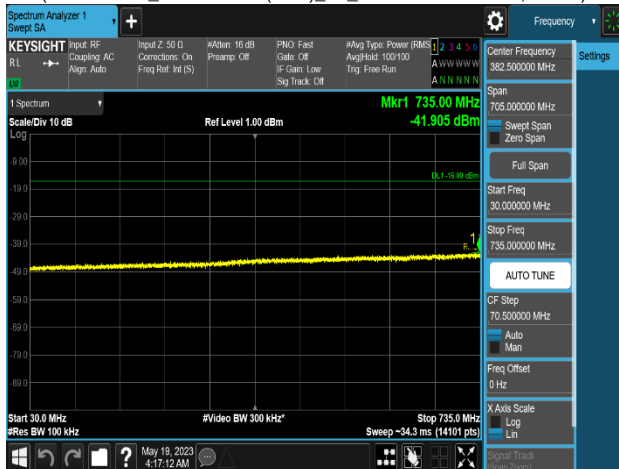 Spectrum Analyzer 1
Swept SA
+
Frequency
KEYSIGHT
RL
Input: RF
Coupling: AC
Align: Auto
Input Z: 50 Ω
Corrections: On
Freq Ref: Int (S)
#Atten: 16 dB
Preamp: Off
PNO: Fast
Gate: Off
IF Gain: Low
Sig Track: Off
#Avg Type: Power (RMS
Avg|Hold: 100/100
Trig: Free Run
1 2 3 4 5 6
A W W W W W
A N N N N N
Settings
Center Frequency
382.500000 MHz
Span
705.000000 MHz
Swept Span
Zero Span
Full Span
Start Freq
30.000000 MHz
Stop Freq
735.000000 MHz
AUTO TUNE
CF Step
70.500000 MHz
Auto
Man
Freq Offset
0 Hz
X Axis Scale
Log
Lin
Signal Track
(Span Zoom)
1 Spectrum
Scale/Div 10 dB
Log
Ref Level 1.00 dBm
Mkr1 735.00 MHz
-41.905 dBm
DL1 -16.00 dBm
-9.00
-19.0
-29.0
-39.0
-49.0
-59.0
-69.0
-79.0
-89.0
1
Start 30.0 MHz
#Res BW 100 kHz
#Video BW 300 kHz*
Stop 735.0 MHz
Sweep ~34.3 ms (14101 pts)
?
May 19, 2023
4:17:12 AM